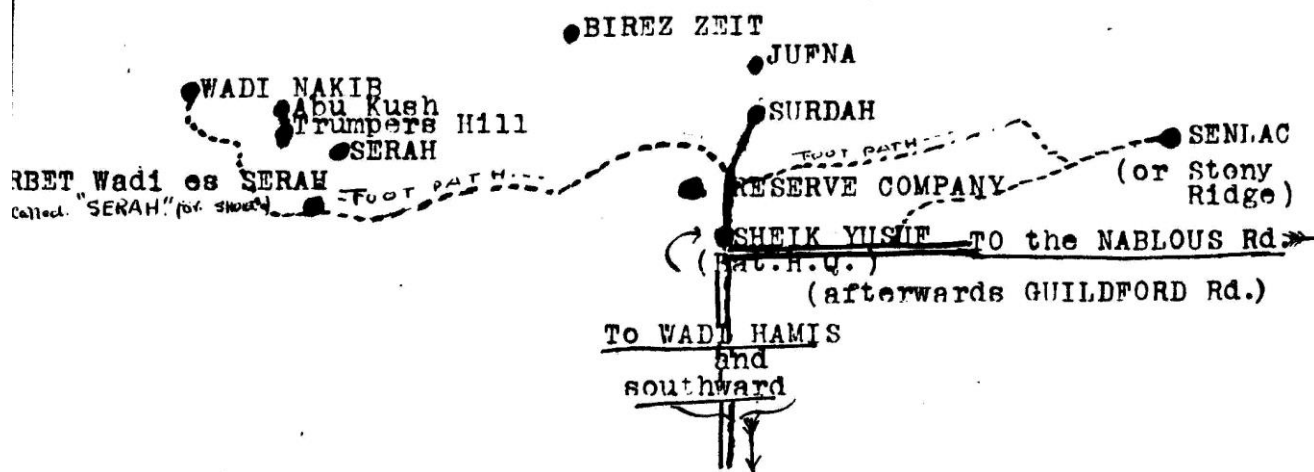 BIREZ ZEIT
JUFNA
WADI NAKIB
Abu Kush
Trumpers Hill
SURDAH
SERAH
FOOT PATH
SENLAC
(or Stony
Ridge)
RBET Wadi es SERAH
FOOT PATH
Called "SERAH" for short
RESERVE COMPANY
SHEIK YUSUF
TO the NABLOUS Rd.
(Bat.H.Q.)
(afterwards GUILDFORD Rd.)
To WADI HAMIS
and
southward